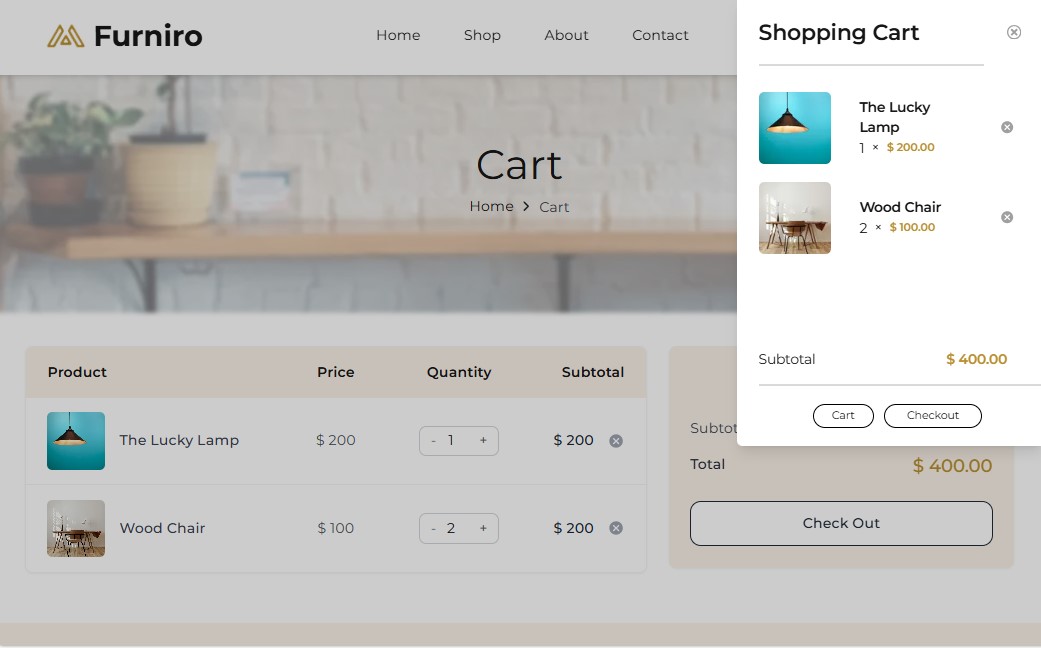 Furniro
Home Shop About Contact
Cart
Home > Cart
Product Price Quantity Subtotal
The Lucky Lamp $ 200 - 1 + $ 200
Wood Chair $ 100 - 2 + $ 200
Subtot
Total $ 400.00
Check Out
Shopping Cart
The Lucky
Lamp
1 × $ 200.00
Wood Chair
2 × $ 100.00
Subtotal $ 400.00
Cart Checkout